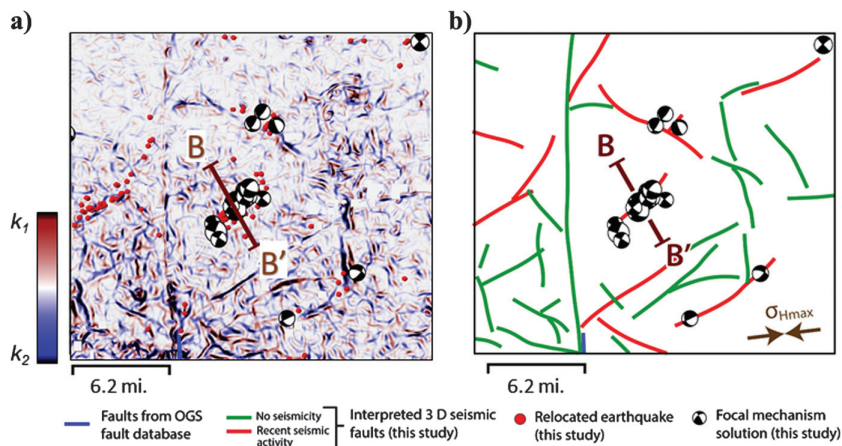 a)
b)
B
B'
B
B'
k1
k2
σHmax
6.2 mi.
6.2 mi.
Faults from OGS
fault database
No seismicity
Recent seismic
activity
Interpreted 3 D seismic
faults (this study)
Relocated earthquake
(this study)
Focal mechanism
solution (this study)